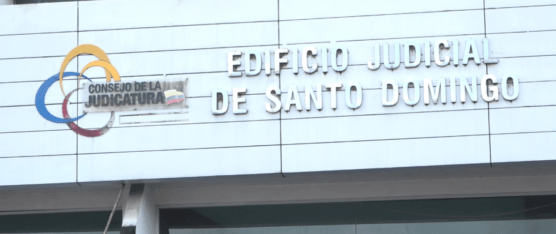 CONSEJO DE LA
JUDICATURA
EDIFICIO JUDICIAL
DE SANTO DOMINGO